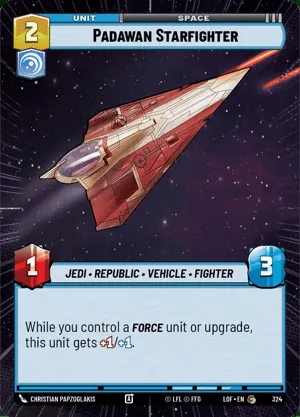 UNIT
SPACE
2
PADAWAN STARFIGHTER
1
3
JEDI • REPUBLIC • VEHICLE • FIGHTER
While you control a FORCE unit or upgrade,
this unit gets +1/+1.
CHRISTIAN PAPZOGLAKIS
© LFL © FFG
LOF • EN
324